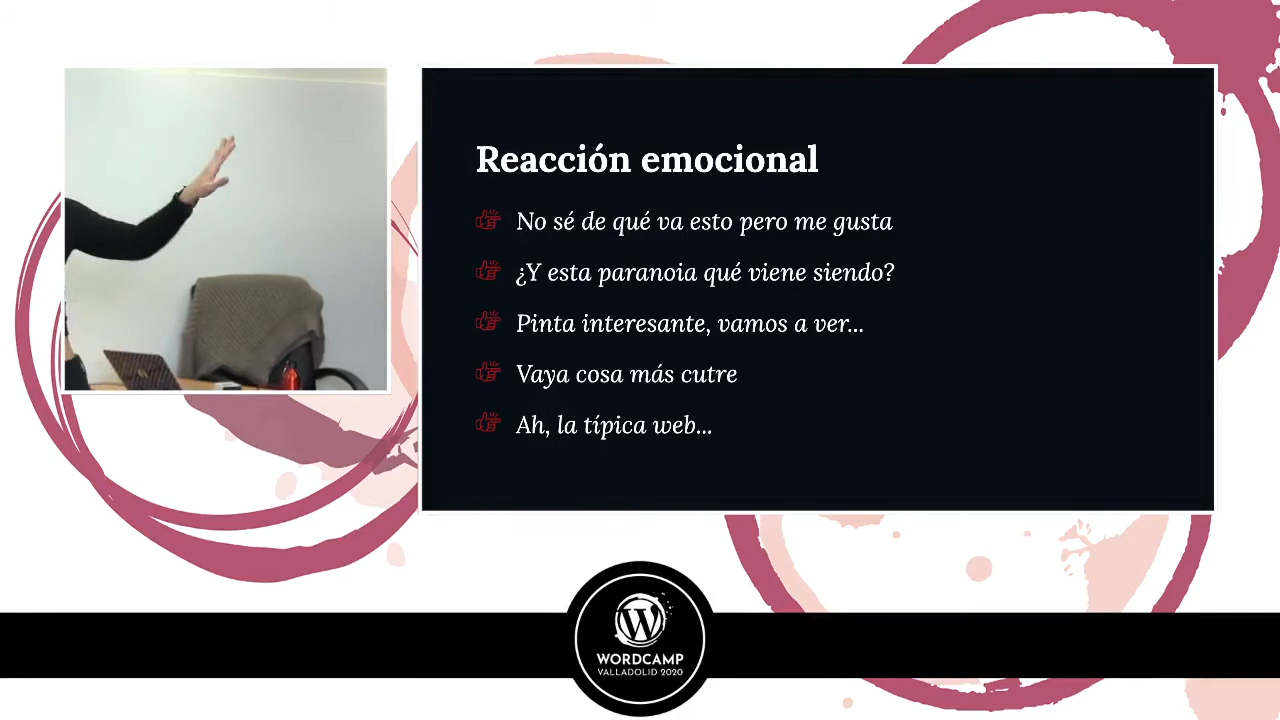 Reacción emocional
No sé de qué va esto pero me gusta
¿Y esta paranoia qué viene siendo?
Pinta interesante, vamos a ver...
Vaya cosa más cutre
Ah, la típica web...
W
WORDCAMP
VALLADOLID 2020